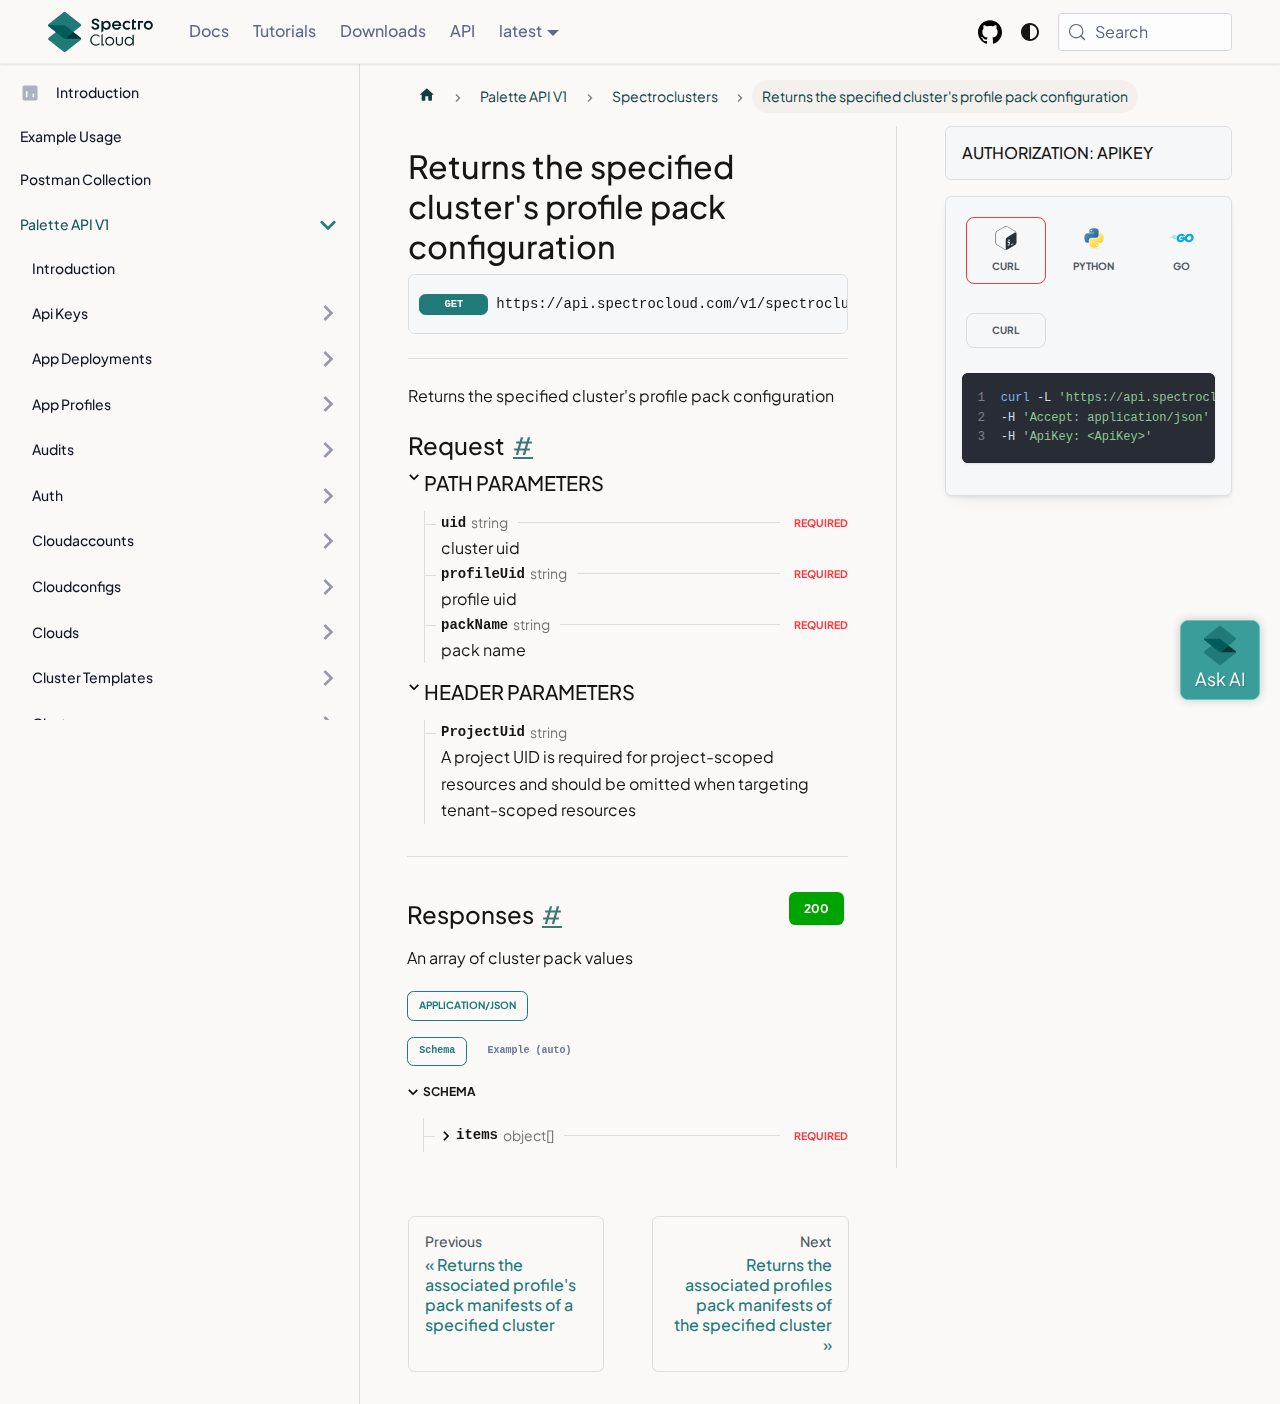 Spectro Cloud
Docs
Tutorials
Downloads
API
latest
Search
Introduction
Example Usage
Postman Collection
Palette API V1
Introduction
Api Keys
App Deployments
App Profiles
Audits
Auth
Cloudaccounts
Cloudconfigs
Clouds
Cluster Templates
Palette API V1
Spectroclusters
Returns the specified cluster's profile pack configuration
Returns the specified
cluster's profile pack
configuration
GET https://api.spectrocloud.com/v1/spectroclu
Returns the specified cluster's profile pack configuration
Request #
PATH PARAMETERS
uid string REQUIRED
cluster uid
profileUid string REQUIRED
profile uid
packName string REQUIRED
pack name
HEADER PARAMETERS
ProjectUid string
A project UID is required for project-scoped
resources and should be omitted when targeting
tenant-scoped resources
Responses #
200
An array of cluster pack values
APPLICATION/JSON
Schema
Example (auto)
SCHEMA
items object[] REQUIRED
Previous
« Returns the
associated profile's
pack manifests of a
specified cluster
Next
Returns the
associated profiles
pack manifests of
the specified cluster
»
AUTHORIZATION: APIKEY
CURL
PYTHON
GO
CURL
1 curl -L 'https://api.spectrocl
2 -H 'Accept: application/json'
3 -H 'ApiKey: <ApiKey>'
Ask AI